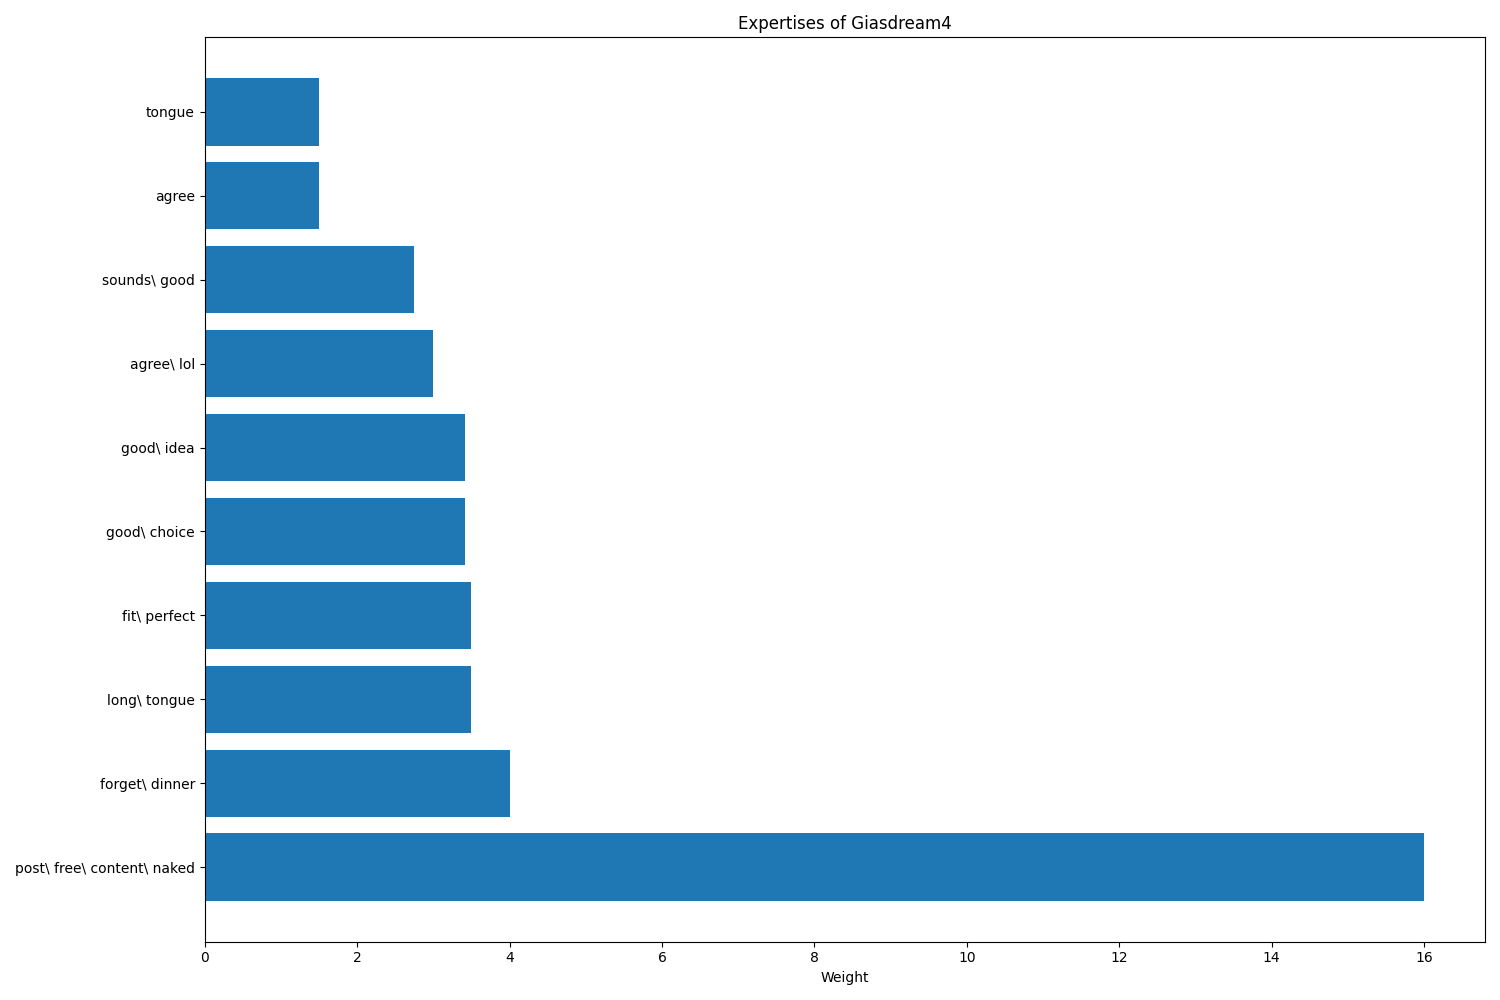 Expertises of Giasdream4
tongue
agree
sounds\ good
agree\ lol
good\ idea
good\ choice
fit\ perfect
long\ tongue
forget\ dinner
post\ free\ content\ naked
0 2 4 6 8 10 12 14 16
Weight